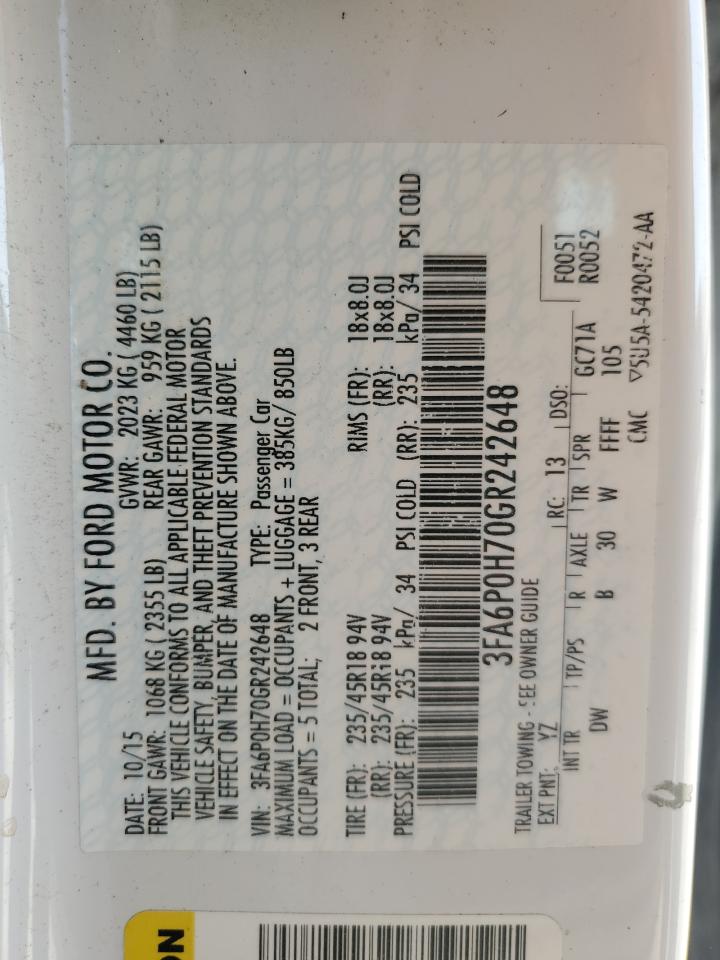 MFD. BY FORD MOTOR CO.
DATE: 10/15 GVWR: 2023 KG ( 4460 LB)
FRONT GAWR: 1068 KG ( 2355 LB) REAR GAWR: 959 KG ( 2115 LB)
THIS VEHICLE CONFORMS TO ALL APPLICABLE FEDERAL MOTOR
VEHICLE SAFETY, BUMPER, AND THEFT PREVENTION STANDARDS
IN EFFECT ON THE DATE OF MANUFACTURE SHOWN ABOVE.
VIN: 3FA6P0H70GR242648 TYPE: Passenger Car
MAXIMUM LOAD = OCCUPANTS + LUGGAGE = 385KG/ 850LB
OCCUPANTS = 5 TOTAL; 2 FRONT, 3 REAR
TIRE (FR): 235/45R18 94V RIMS (FR): 18x8.0J
(RR): 235/45R18 94V (RR): 18x8.0J
PRESSURE (FR): 235 kPa/ 34 PSI COLD (RR): 235 kPa/ 34 PSI COLD
3FA6P0H70GR242648
TRAILER TOWING - SEE OWNER GUIDE
EXT PNT: YZ RC: 13 DSO: F0051
R0052
INT TR TP/PS R AXLE TR SPR GC71A
DW B 30 W FFFF 105
CMC ▽5U5A-5420472-AA
ON